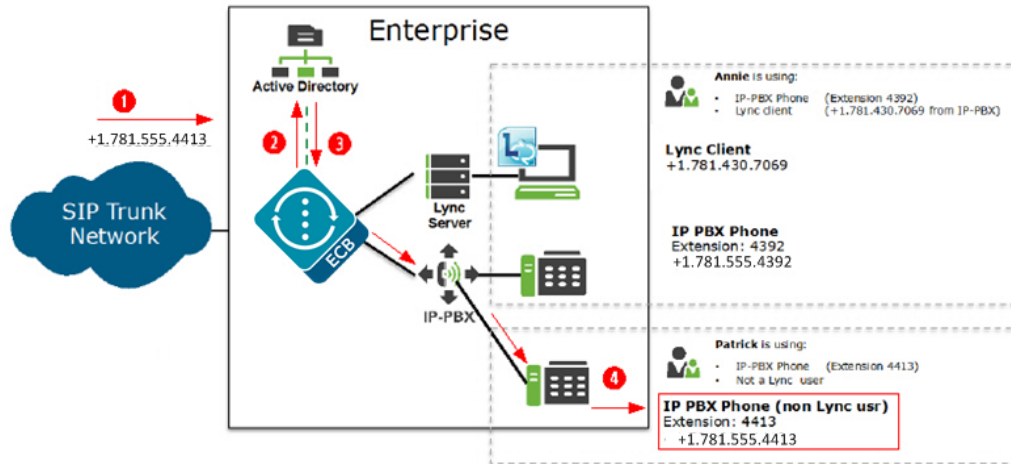 Enterprise
Active Directory
1
+1.781.555.4413
2
3
SIP Trunk
Network
ECB
Lync
Server
IP-PBX
4
Annie is using:
• IP-PBX Phone (Extension 4392)
• Lync client (+1.781.430.7069 from IP-PBX)
L
Lync Client
+1.781.430.7069
IP PBX Phone
Extension: 4392
+1.781.555.4392
Patrick is using:
• IP-PBX Phone (Extension 4413)
• Not a Lync user
IP PBX Phone (non Lync usr)
Extension: 4413
+1.781.555.4413